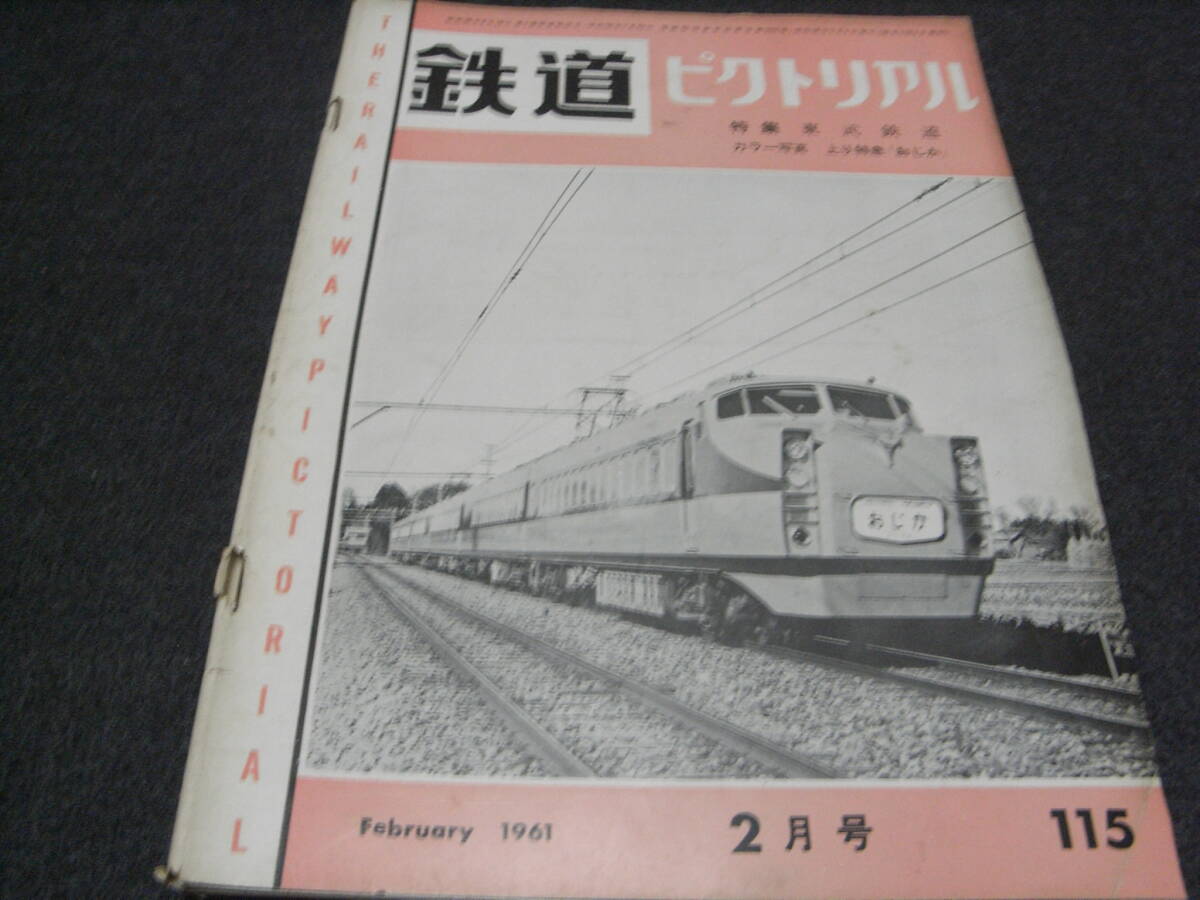 鉄道 ピクトリアル
特集 東武鉄道
カラー写真 上り特急「おじか」
THE RAILWAY PICTORIAL
おじか
February 1961 2月号 115